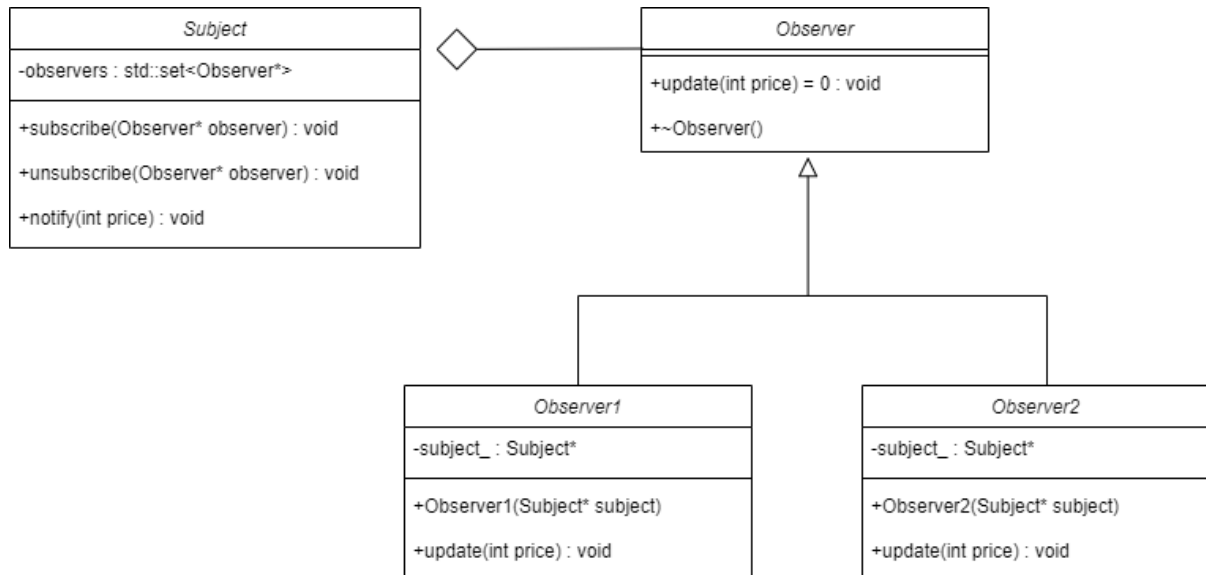 Subject
-observers : std::set<Observer*>
+subscribe(Observer* observer) : void
+unsubscribe(Observer* observer) : void
+notify(int price) : void
Observer
+update(int price) = 0 : void
+~Observer()
Observer1
-subject_ : Subject*
+Observer1(Subject* subject)
+update(int price) : void
Observer2
-subject_ : Subject*
+Observer2(Subject* subject)
+update(int price) : void